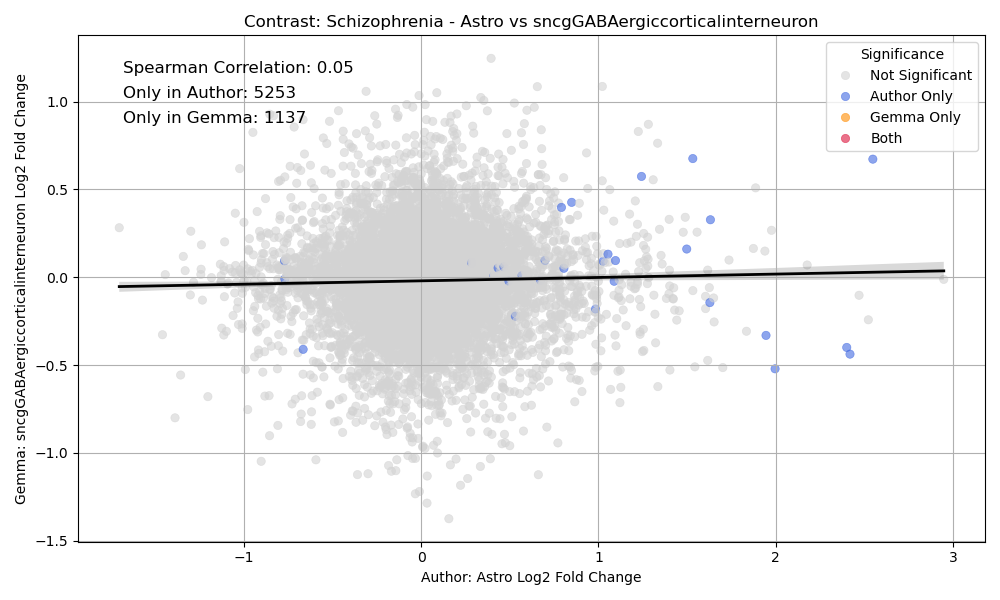 Contrast: Schizophrenia - Astro vs sncgGABAergiccorticalinterneuron
Spearman Correlation: 0.05
Only in Author: 5253
Only in Gemma: 1137
Significance
Not Significant
Author Only
Gemma Only
Both
Gemma: sncgGABAergiccorticalinterneuron Log2 Fold Change
1.0
0.5
0.0
−0.5
−1.0
−1.5
−1
0
1
2
3
Author: Astro Log2 Fold Change